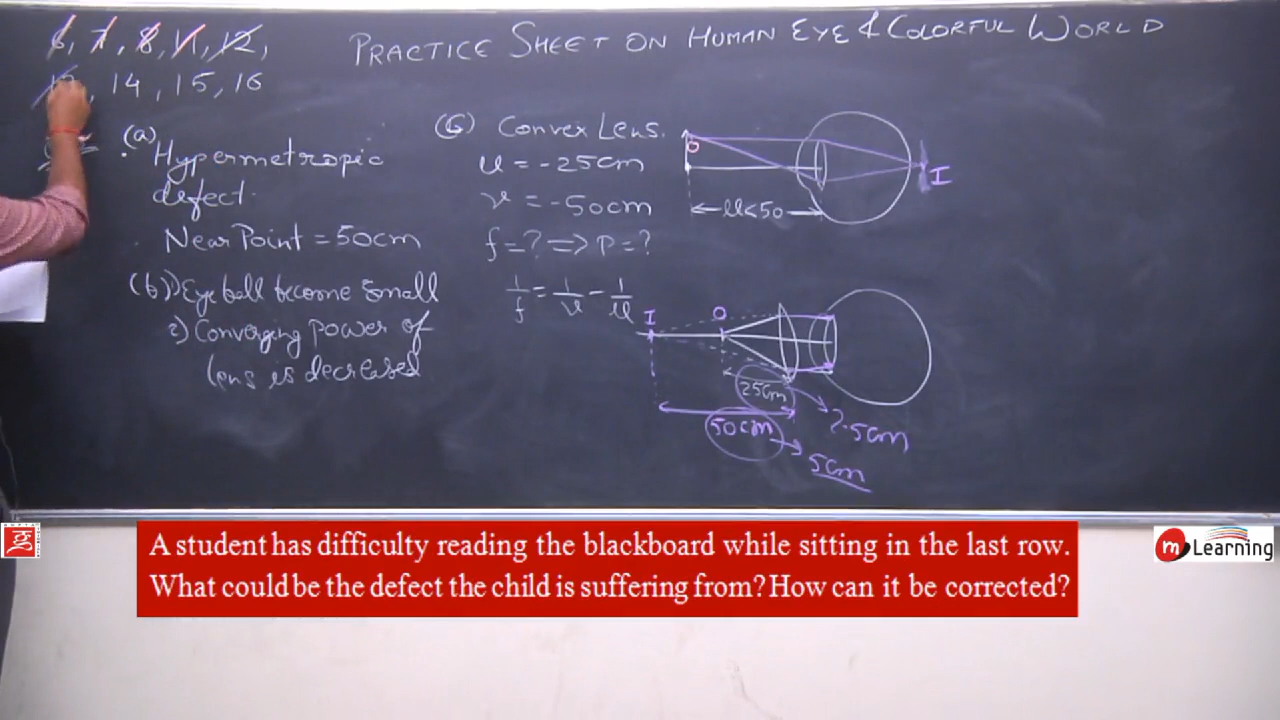 6, 7, 8, 11, 12,
, 14, 15, 16
PRACTICE SHEET ON HUMAN EYE & COLORFUL WORLD
(a) Hypermetropic
defect.
Near Point = 50cm
(b) 1) Eye ball become small
2) Converging power of
lens is decreased
(c) Convex Lens.
u = -25cm
v = -50cm
f = ? => P = ?
1/f = 1/v - 1/u
O
I
u<50
I
O
25cm
2.5cm
50cm
5cm
g
m Learning
A student has difficulty reading the blackboard while sitting in the last row.
What could be the defect the child is suffering from? How can it be corrected?